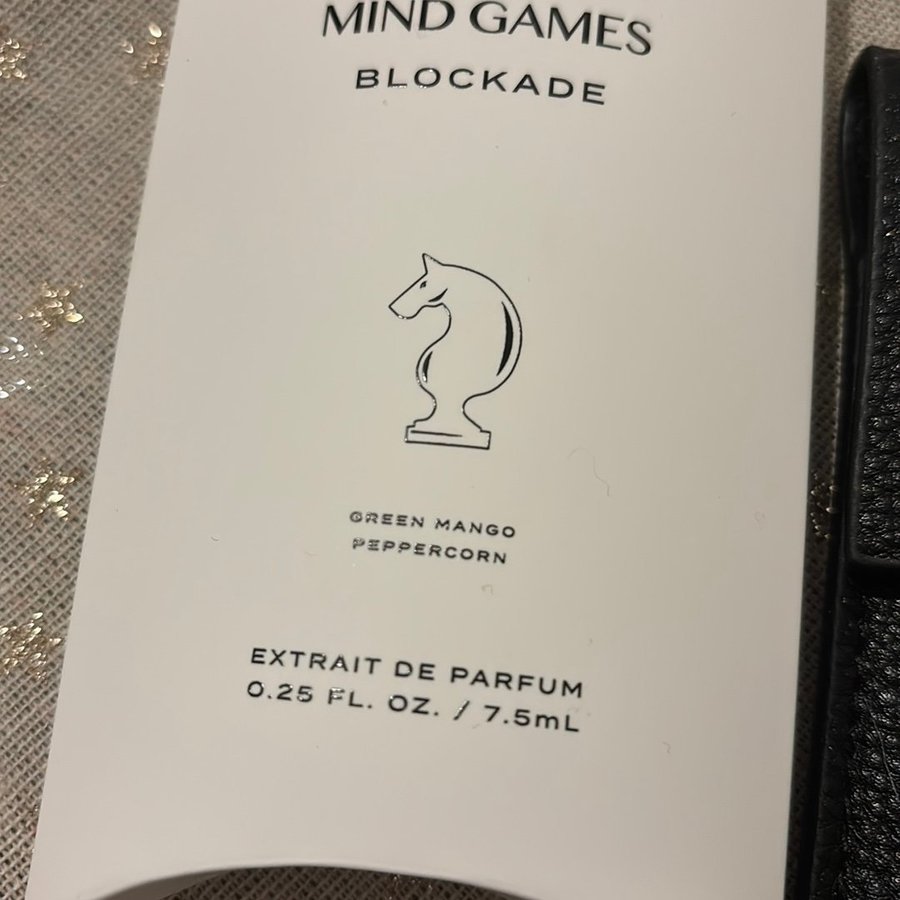 MIND GAMES
BLOCKADE
GREEN MANGO
PEPPERCORN
EXTRAIT DE PARFUM
0.25 FL. OZ. / 7.5mL